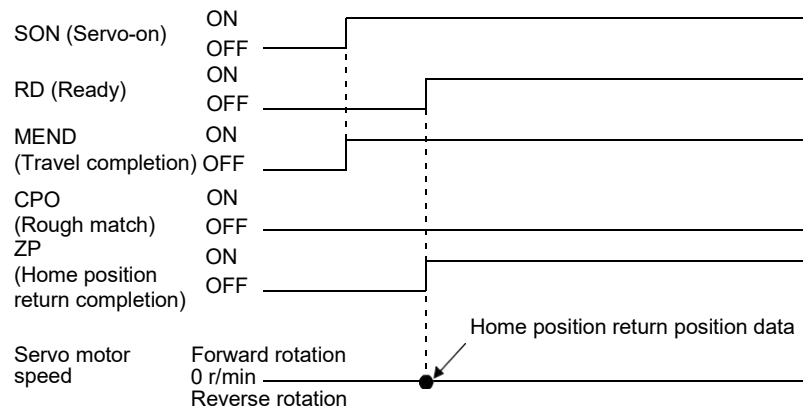 SON (Servo-on)
ON
OFF
RD (Ready)
ON
OFF
MEND
(Travel completion)
ON
OFF
CPO
(Rough match)
ON
OFF
ZP
(Home position
return completion)
ON
OFF
Home position return position data
Servo motor
speed
Forward rotation
0 r/min
Reverse rotation